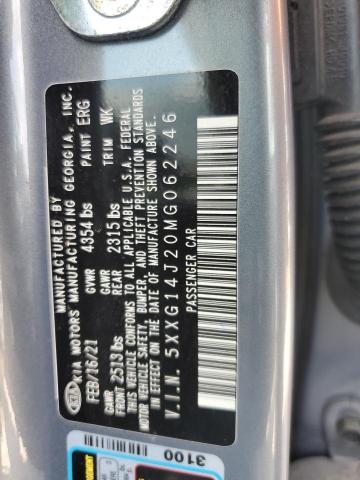 MANUFACTURED BY
KIA KIA MOTORS MANUFACTURING GEORGIA, INC.
FEB/16/21 GVWR 4354 lbs PAINT ERG
GAWR FRONT 2513 lbs GAWR REAR 2315 lbs TRIM WK
THIS VEHICLE CONFORMS TO ALL APPLICABLE U.S.A. FEDERAL
MOTOR VEHICLE SAFETY, BUMPER, AND THEFT PREVENTION STANDARDS
IN EFFECT ON THE DATE OF MANUFACTURE SHOWN ABOVE.
V.I.N. 5XXG14J20MG062246
PASSENGER CAR
3100